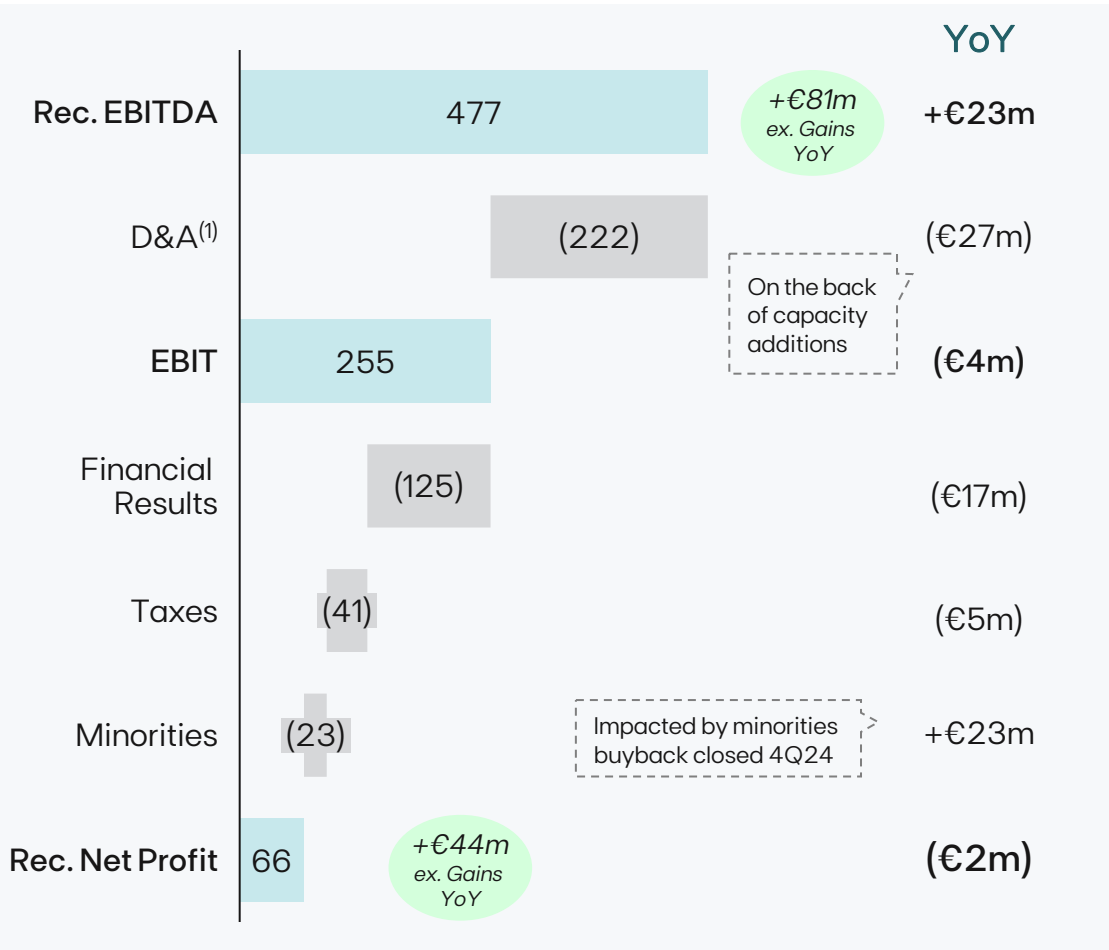 YoY
Rec. EBITDA
477
+€81m
ex. Gains
YoY
+€23m
D&A(1)
(222)
(€27m)
On the back
of capacity
additions
EBIT
255
(€4m)
Financial
Results
(125)
(€17m)
Taxes
(41)
(€5m)
Minorities
(23)
Impacted by minorities
buyback closed 4Q24
+€23m
Rec. Net Profit
66
+€44m
ex. Gains
YoY
(€2m)